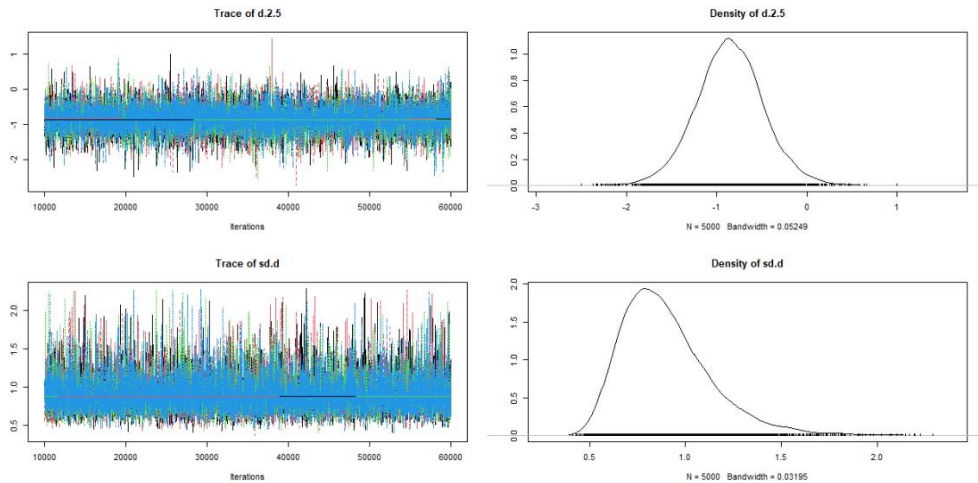 Trace of d.2.5
1
0
-1
-2
10000 20000 30000 40000 50000 60000
Iterations
Density of d.2.5
1.0
0.8
0.6
0.4
0.2
0.0
-3 -2 -1 0 1
N = 5000 Bandwidth = 0.05249
Trace of sd.d
2.0
1.5
1.0
0.5
10000 20000 30000 40000 50000 60000
Iterations
Density of sd.d
2.0
1.5
1.0
0.5
0.0
0.5 1.0 1.5 2.0
N = 5000 Bandwidth = 0.03195